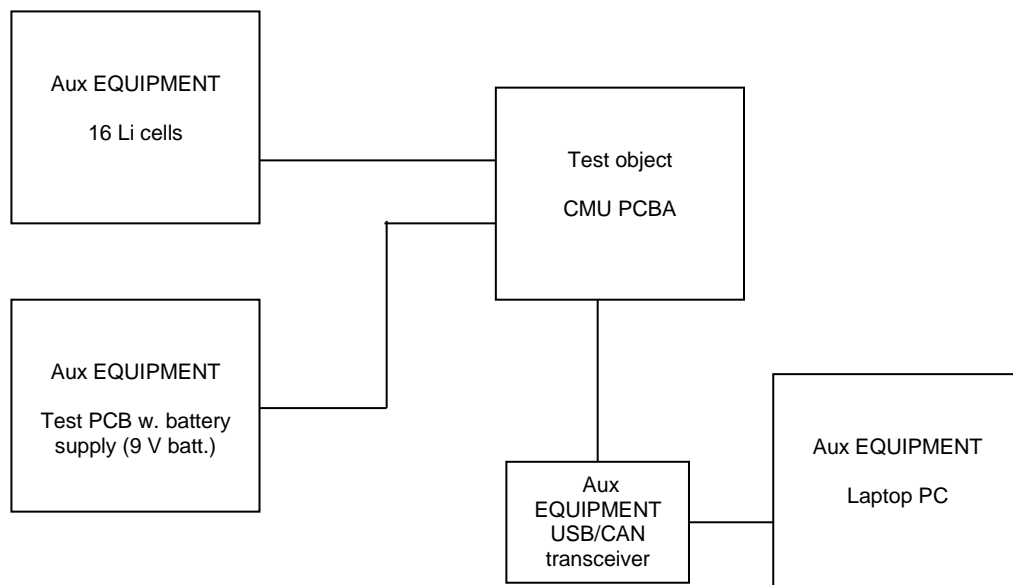 Aux EQUIPMENT
16 Li cells
Test object
CMU PCBA
Aux EQUIPMENT
Test PCB w. battery
supply (9 V batt.)
Aux
EQUIPMENT
USB/CAN
transceiver
Aux EQUIPMENT
Laptop PC